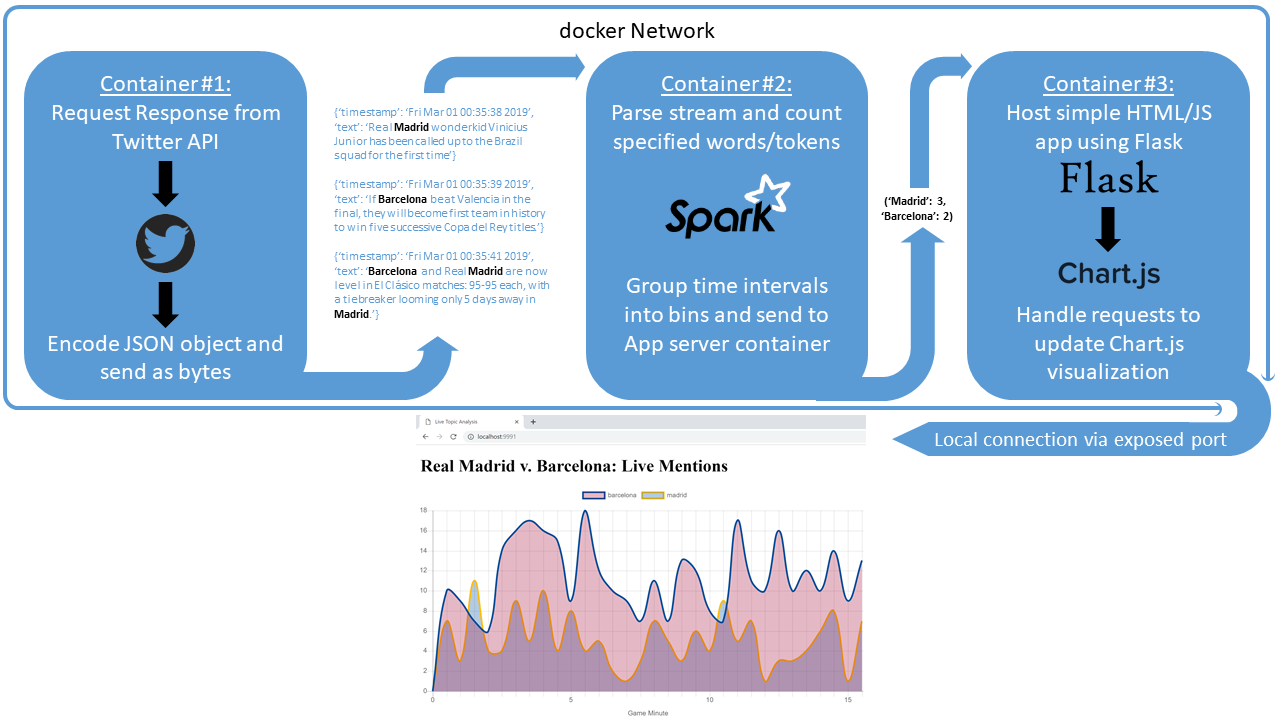 docker Network
Container #1:
Request Response from
Twitter API
Encode JSON object and
send as bytes
{‘timestamp’: ‘Fri Mar 01 00:35:38 2019’,
‘text’: ‘Real Madrid wonderkid Vinicius
Junior has been called up to the Brazil
squad for the first time’}
{‘timestamp’: ‘Fri Mar 01 00:35:39 2019’,
‘text’: ‘If Barcelona beat Valencia in the
final, they will become first team in history
to win five successive Copa del Rey titles.’}
{‘timestamp’: ‘Fri Mar 01 00:35:41 2019’,
‘text’: ‘Barcelona and Real Madrid are now
level in El Clásico matches: 95-95 each, with
a tiebreaker looming only 5 days away in
Madrid.’}
Container #2:
Parse stream and count
specified words/tokens
Spark
Group time intervals
into bins and send to
App server container
(‘Madrid’: 3,
‘Barcelona’: 2)
Container #3:
Host simple HTML/JS
app using Flask
Flask
Chart.js
Handle requests to
update Chart.js
visualization
Local connection via exposed port
Live Topic Analysis
localhost:9991
Real Madrid v. Barcelona: Live Mentions
barcelona madrid
18
16
14
12
10
8
6
4
2
0
0 5 10 15
Game Minute